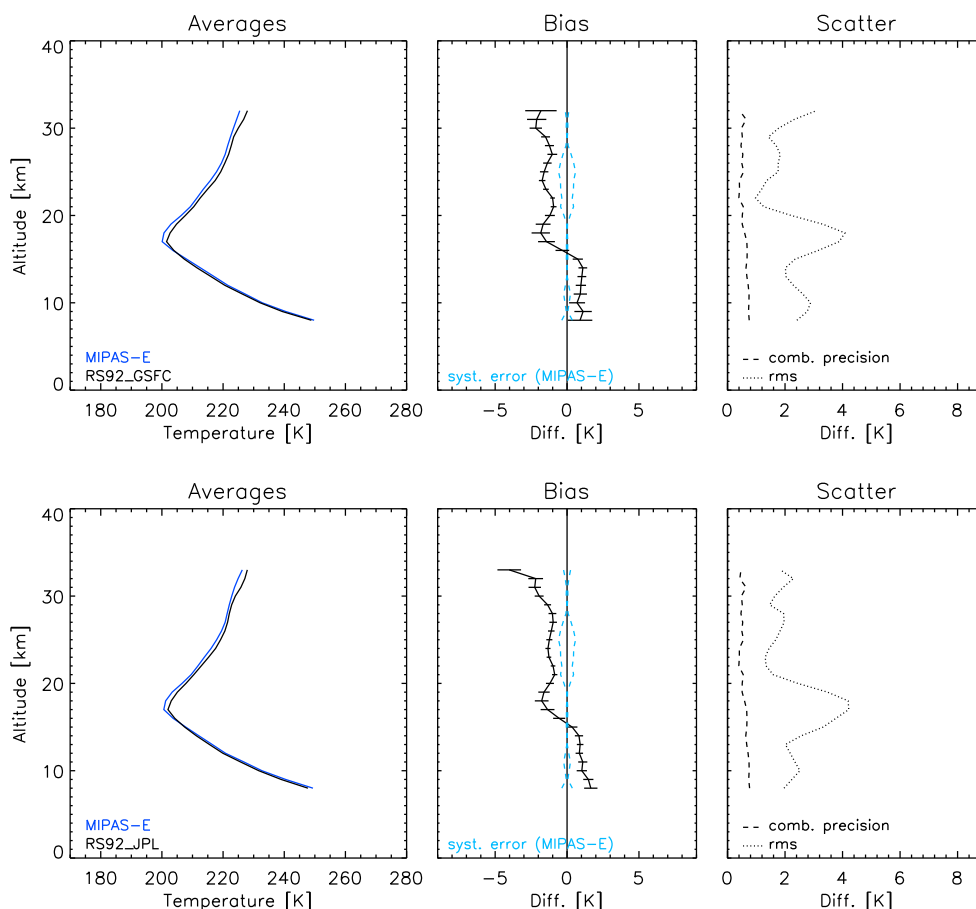 Averages
Bias
Scatter
40
30
20
10
0
Altitude [km]
MIPAS-E
RS92_GSFC
syst. error (MIPAS-E)
comb. precision
rms
180 200 220 240 260 280
-5 0 5
0 2 4 6 8
Temperature [K]
Diff. [K]
Diff. [K]
Averages
Bias
Scatter
40
30
20
10
0
Altitude [km]
MIPAS-E
RS92_JPL
syst. error (MIPAS-E)
comb. precision
rms
180 200 220 240 260 280
-5 0 5
0 2 4 6 8
Temperature [K]
Diff. [K]
Diff. [K]